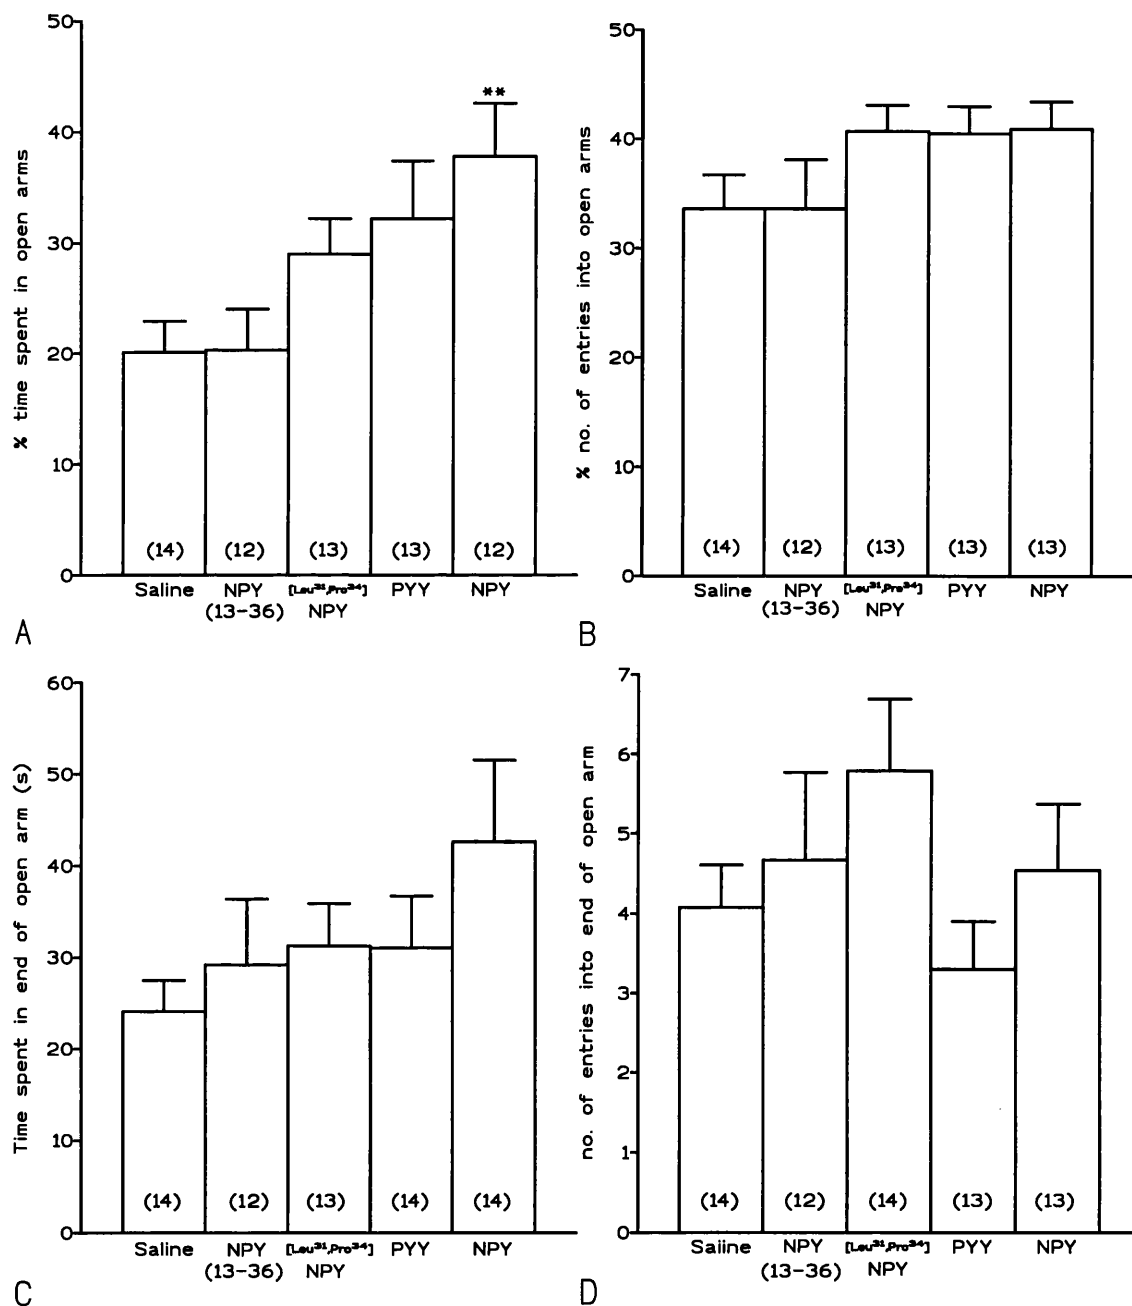 50
40
30
20
10
0
% time spent in open arms
**
(14) (12) (13) (13) (12)
Saline NPY [Leu³¹,Pro³⁴] PYY NPY
(13-36) NPY
A
50
40
30
20
10
0
% no. of entries into open arms
(14) (12) (13) (13) (13)
Saline NPY [Leu³¹,Pro³⁴] PYY NPY
(13-36) NPY
B
60
50
40
30
20
10
0
Time spent in end of open arm (s)
(14) (12) (13) (14) (14)
Saline NPY [Leu³¹,Pro³⁴] PYY NPY
(13-36) NPY
C
7
6
5
4
3
2
1
0
no. of entries into end of open arm
(14) (12) (14) (13) (13)
Saline NPY [Leu³¹,Pro³⁴] PYY NPY
(13-36) NPY
D